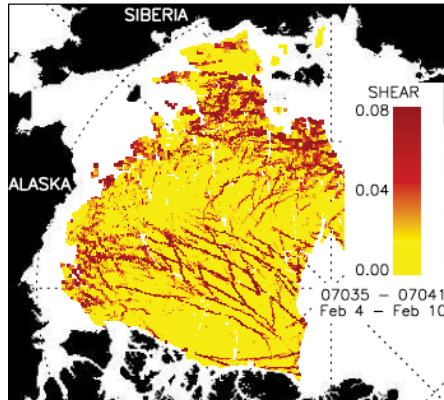 SIBERIA
SHEAR
0.08
ALASKA
0.04
0.00
07035 - 07041
Feb 4 - Feb 10